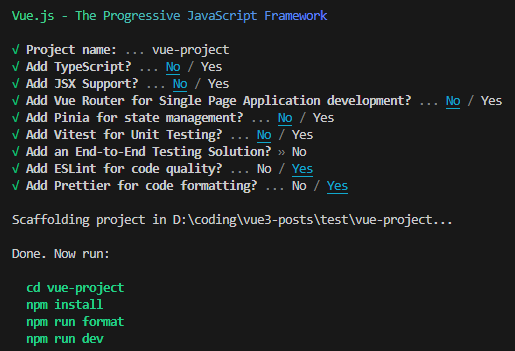 Vue.js - The Progressive JavaScript Framework
√ Project name: ... vue-project
√ Add TypeScript? ... No / Yes
√ Add JSX Support? ... No / Yes
√ Add Vue Router for Single Page Application development? ... No / Yes
√ Add Pinia for state management? ... No / Yes
√ Add Vitest for Unit Testing? ... No / Yes
√ Add an End-to-End Testing Solution? » No
√ Add ESLint for code quality? ... No / Yes
√ Add Prettier for code formatting? ... No / Yes
Scaffolding project in D:\coding\vue3-posts\test\vue-project...
Done. Now run:
cd vue-project
npm install
npm run format
npm run dev